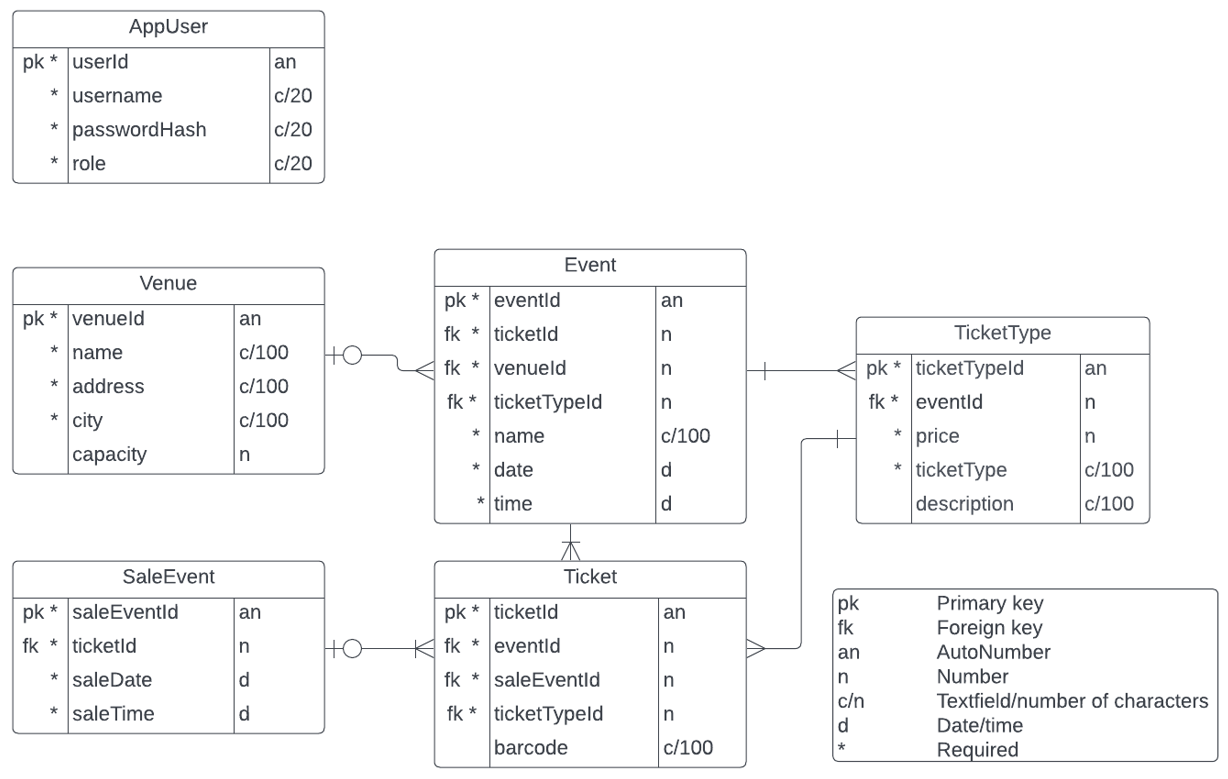 AppUser
pk * userId an
* username c/20
* passwordHash c/20
* role c/20
Venue
pk * venueId an
* name c/100
* address c/100
* city c/100
capacity n
Event
pk * eventId an
fk * ticketId n
fk * venueId n
fk * ticketTypeId n
* name c/100
* date d
* time d
TicketType
pk * ticketTypeId an
fk * eventId n
* price n
* ticketType c/100
description c/100
SaleEvent
pk * saleEventId an
fk * ticketId n
* saleDate d
* saleTime d
Ticket
pk * ticketId an
fk * eventId n
fk * saleEventId n
fk * ticketTypeId n
barcode c/100
pk Primary key
fk Foreign key
an AutoNumber
n Number
c/n Textfield/number of characters
d Date/time
* Required